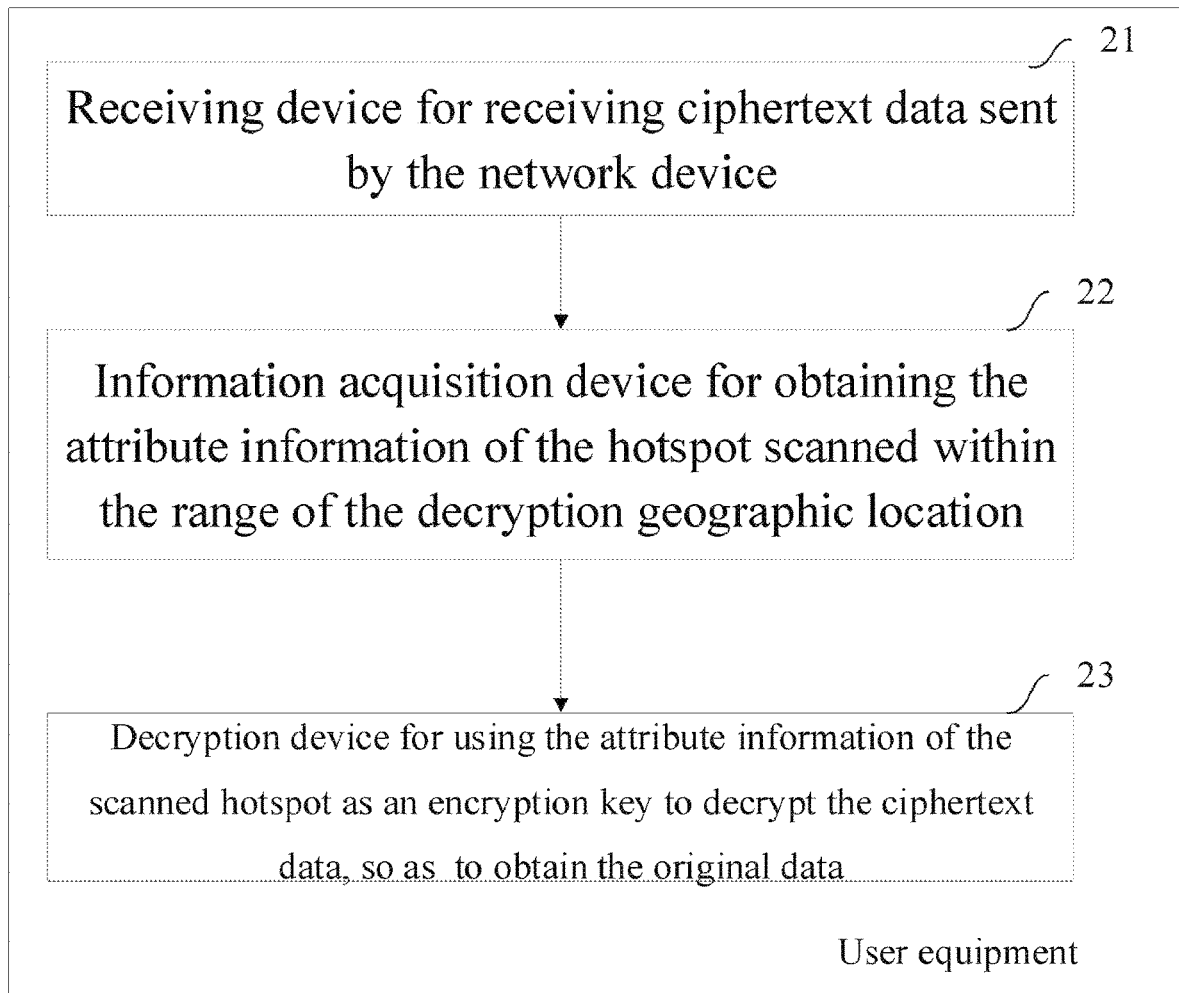 21
Receiving device for receiving ciphertext data sent
by the network device
22
Information acquisition device for obtaining the
attribute information of the hotspot scanned within
the range of the decryption geographic location
23
Decryption device for using the attribute information of the
scanned hotspot as an encryption key to decrypt the ciphertext
data, so as  to obtain the original data
User equipment